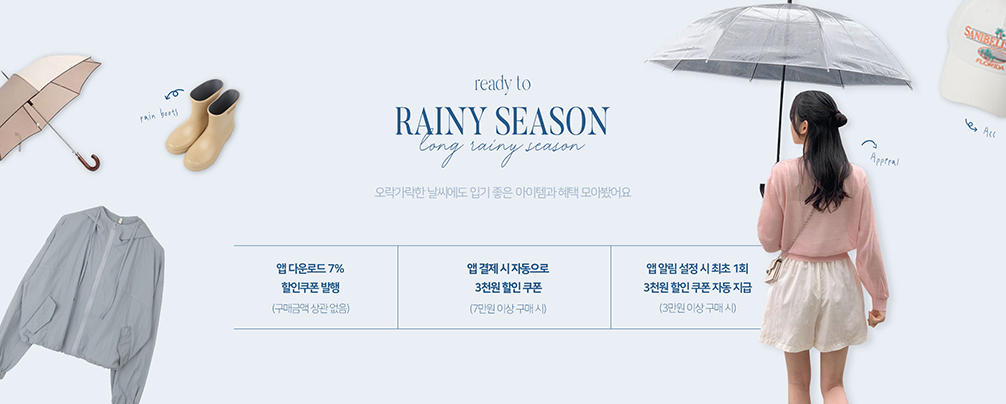 ready to
RAINY SEASON
long rainy season
오락가락한 날씨에도 입기 좋은 아이템과 혜택 모아봤어요
rain boots
SANIBEL
FLORIDA
Acc
Apparal
앱 다운로드 7%
할인쿠폰 발행
(구매금액 상관 없음)
앱 결제 시 자동으로
3천원 할인 쿠폰
(7만원 이상 구매 시)
앱 알림 설정 시 최초 1회
3천원 할인 쿠폰 자동 지급
(3만원 이상 구매 시)